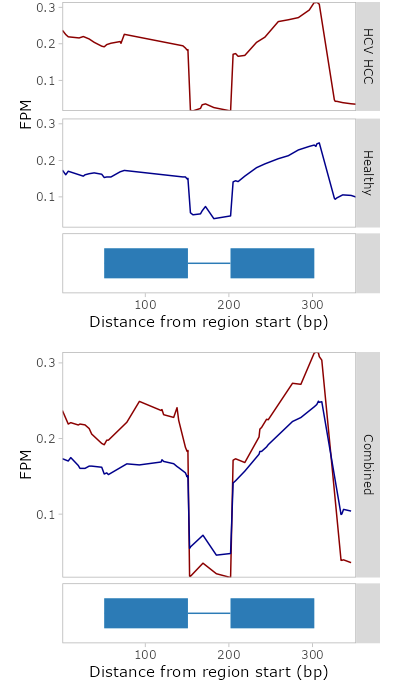 0.3
0.2
0.1
HCV HCC
FPM
0.3
0.2
0.1
Healthy
100
200
300
Distance from region start (bp)
0.3
0.2
0.1
FPM
Combined
100
200
300
Distance from region start (bp)